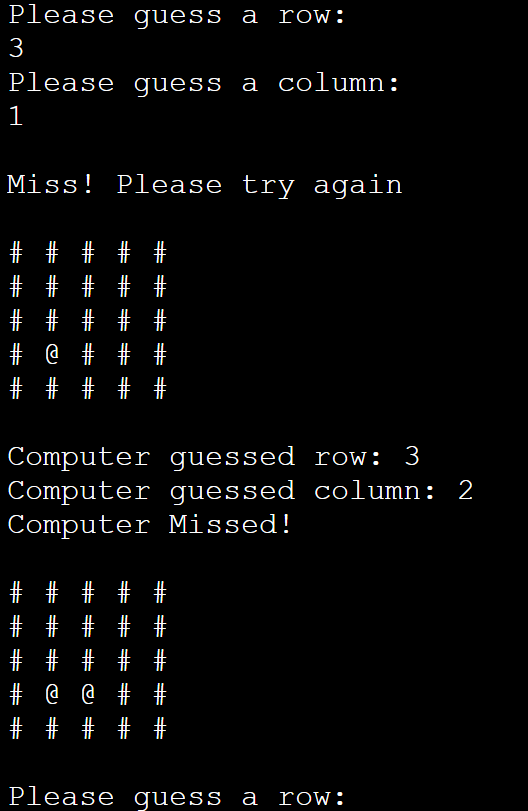 Please guess a row:
3
Please guess a column:
1
Miss! Please try again
# # # # #
# # # # #
# # # # #
# @ # # #
# # # # #
Computer guessed row: 3
Computer guessed column: 2
Computer Missed!
# # # # #
# # # # #
# # # # #
# @ @ # #
# # # # #
Please guess a row: